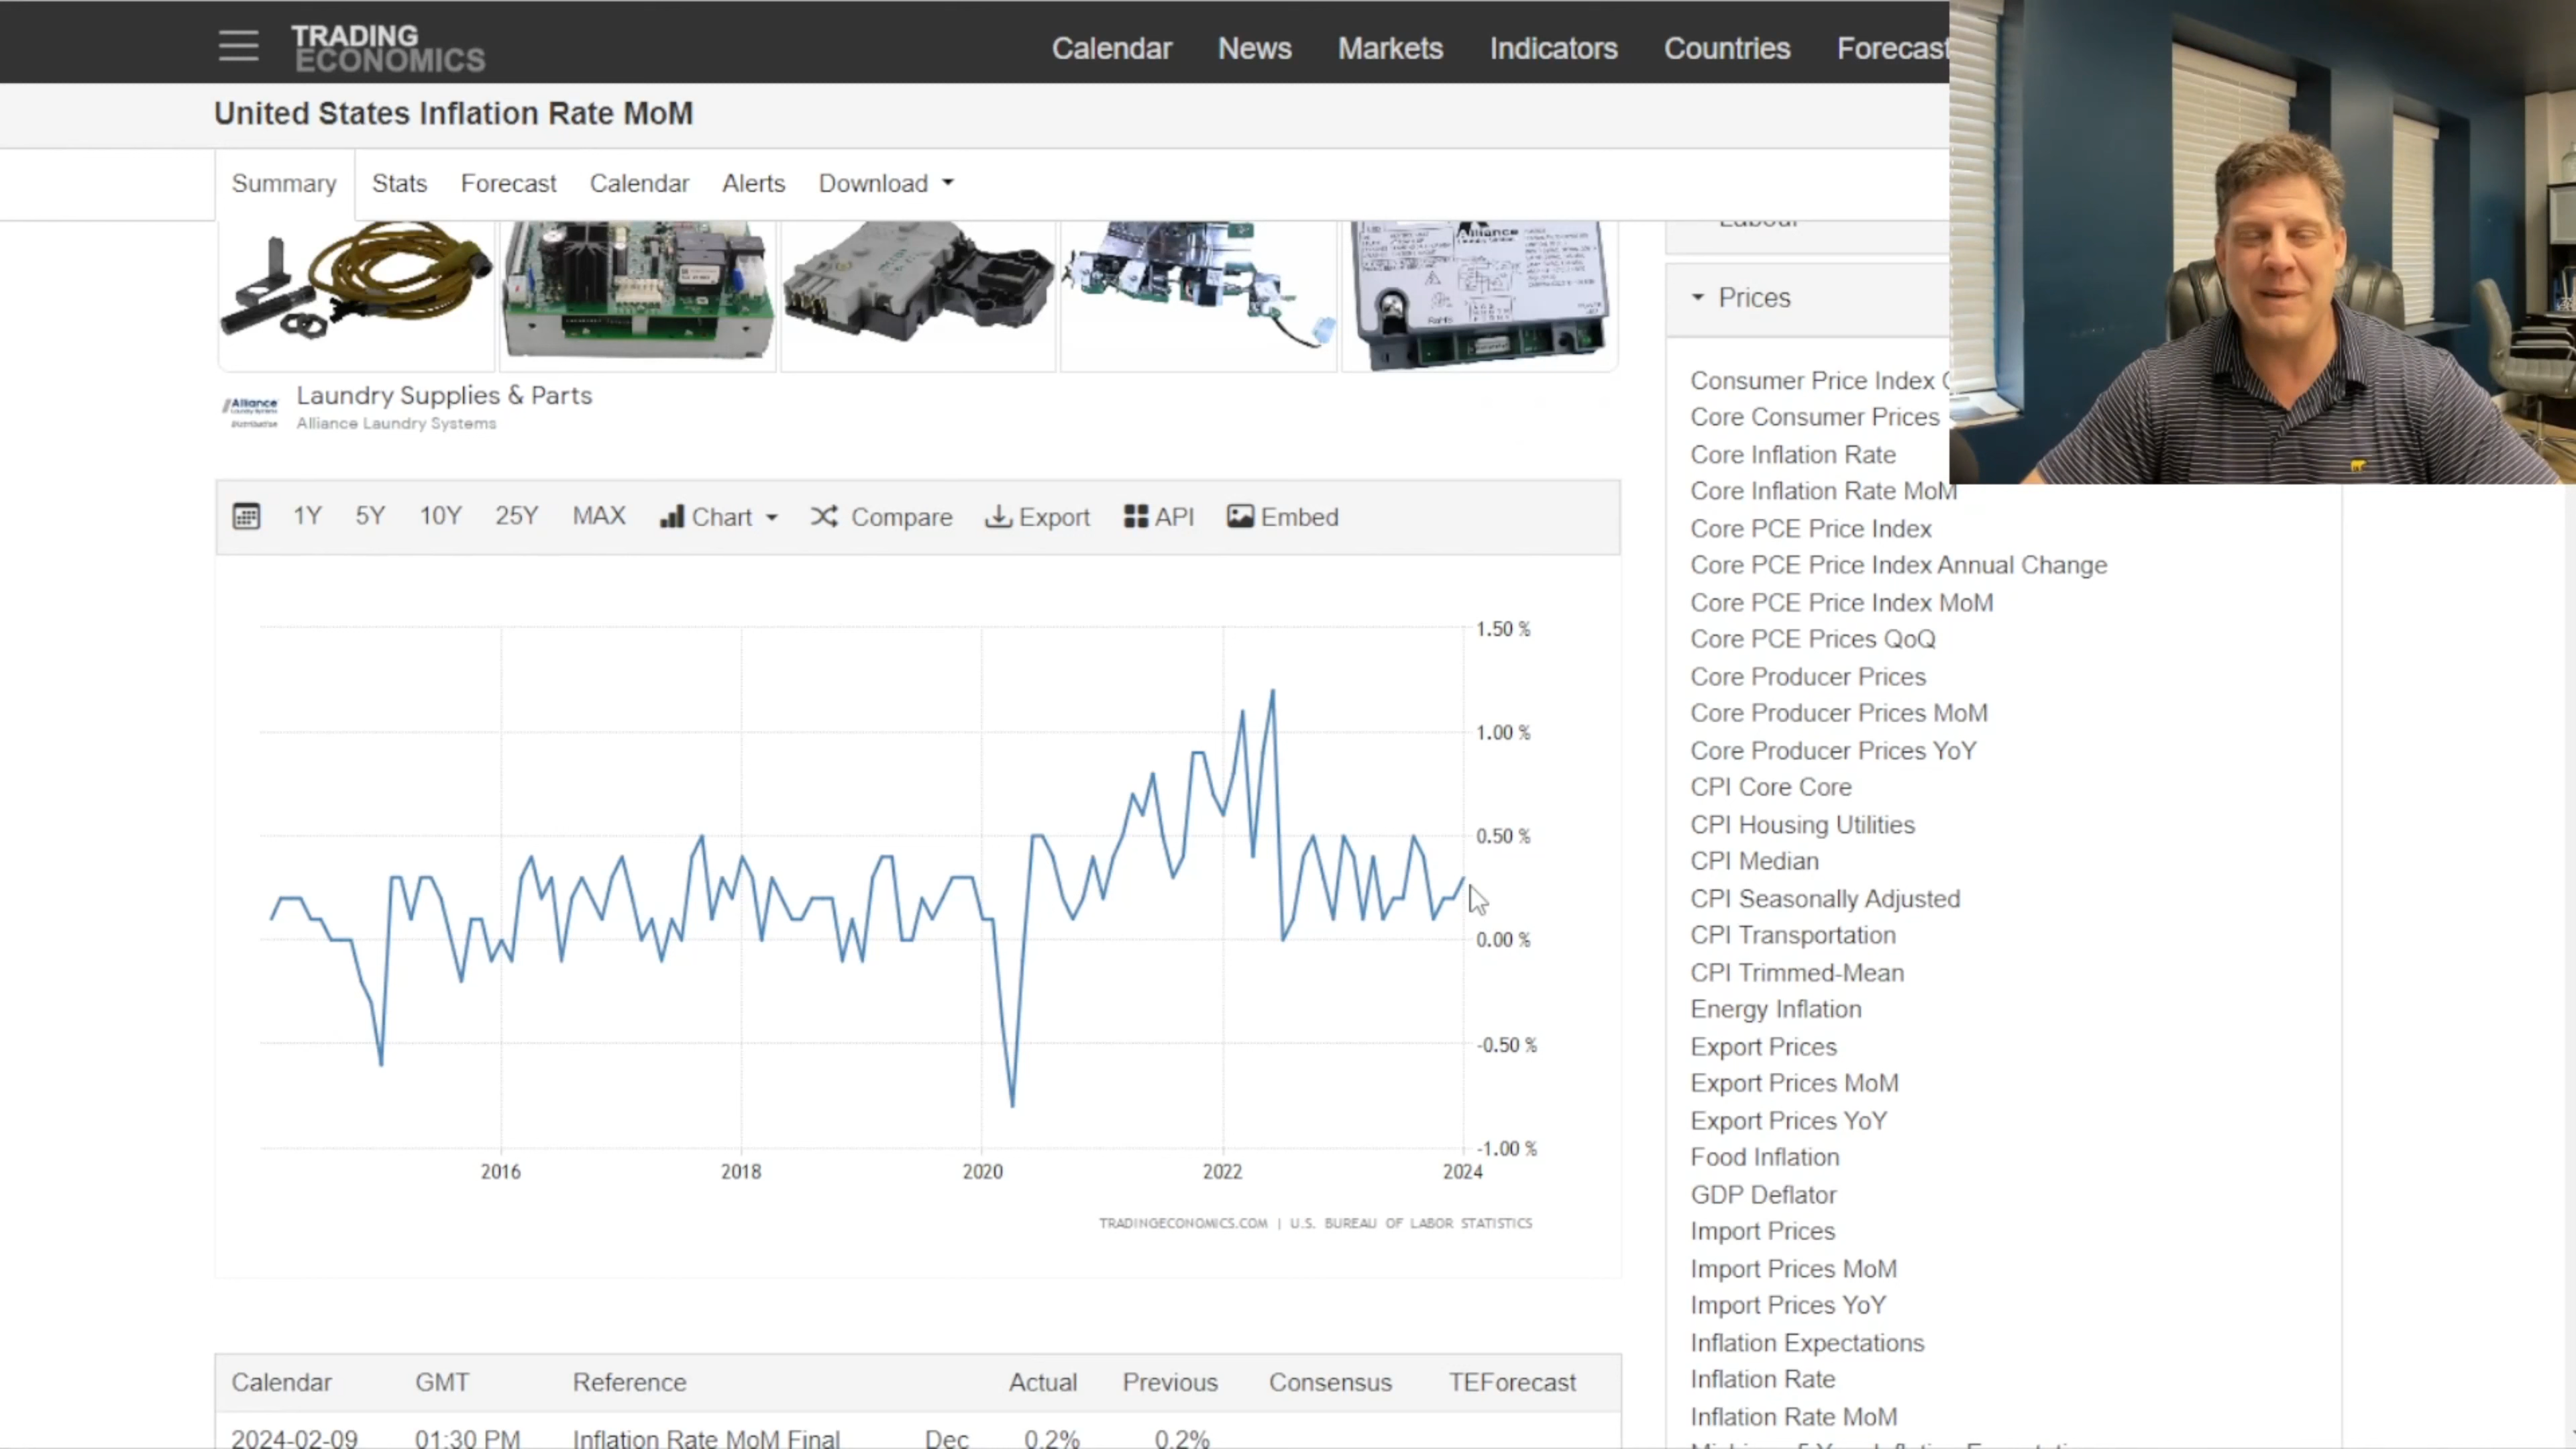 TRADING
ECONOMICS
Calendar News Markets Indicators Countries Forecast
United States Inflation Rate MoM
Summary Stats Forecast Calendar Alerts Download
Labour
Prices
Alliance
Laundry Supplies & Parts
Alliance Laundry Systems
Consumer Price Index
Core Consumer Prices
Core Inflation Rate
Core Inflation Rate MoM
Core PCE Price Index
Core PCE Price Index Annual Change
Core PCE Price Index MoM
Core PCE Prices QoQ
Core Producer Prices
Core Producer Prices MoM
Core Producer Prices YoY
CPI Core Core
CPI Housing Utilities
CPI Median
CPI Seasonally Adjusted
CPI Transportation
CPI Trimmed-Mean
Energy Inflation
Export Prices
Export Prices MoM
Export Prices YoY
Food Inflation
GDP Deflator
Import Prices
Import Prices MoM
Import Prices YoY
Inflation Expectations
Inflation Rate
Inflation Rate MoM
1Y 5Y 10Y 25Y MAX Chart Compare Export API Embed
1.50 %
1.00 %
0.50 %
0.00 %
-0.50 %
-1.00 %
2016 2018 2020 2022 2024
TRADINGECONOMICS.COM | U.S. BUREAU OF LABOR STATISTICS
Calendar GMT Reference Actual Previous Consensus TEForecast
2024-02-09 01:30 PM Inflation Rate MoM Final Dec 0.2% 0.2%